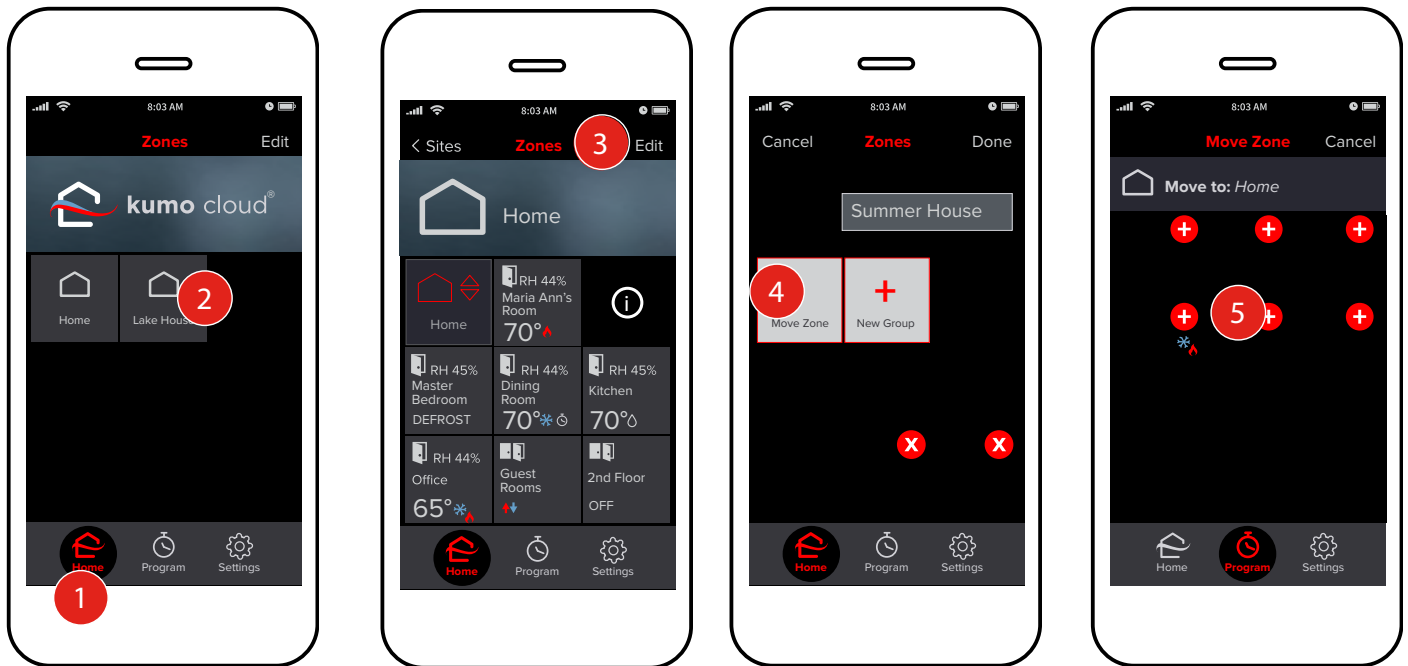 8:03 AM
Zones Edit
kumo cloud®
Home
Lake House
2
Home
Program
Settings
1
8:03 AM
3
Sites
Zones
Edit
Home
Home
RH 44%
Maria Ann's
Room
70°
i
RH 45%
Master
Bedroom
DEFROST
RH 44%
Dining
Room
70°
RH 45%
Kitchen
70°
RH 44%
Office
65°
Guest
Rooms
2nd Floor
OFF
Home
Program
Settings
8:03 AM
Cancel
Zones
Done
Summer House
4
Move Zone
+
New Group
X
X
Home
Program
Settings
8:03 AM
Move Zone
Cancel
Move to: Home
+ + +
+ 5 +
+
Home
Program
Settings